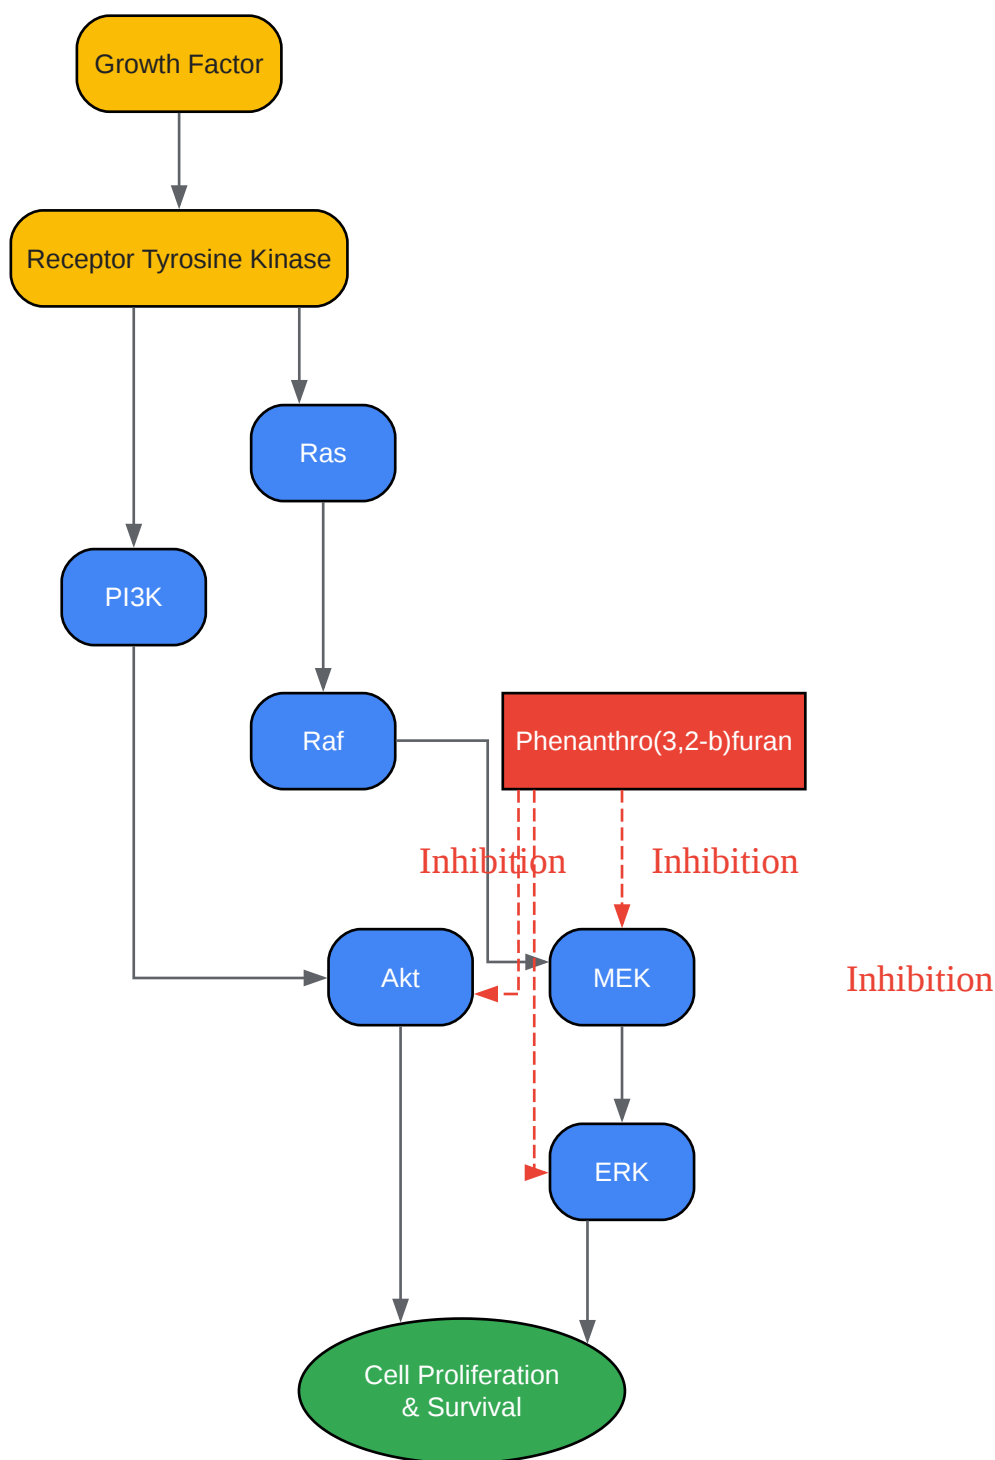 Growth Factor
Receptor Tyrosine Kinase
Ras
PI3K
Raf
Phenanthro(3,2-b)furan
Inhibition
Inhibition
Akt
MEK
Inhibition
ERK
Cell Proliferation
& Survival